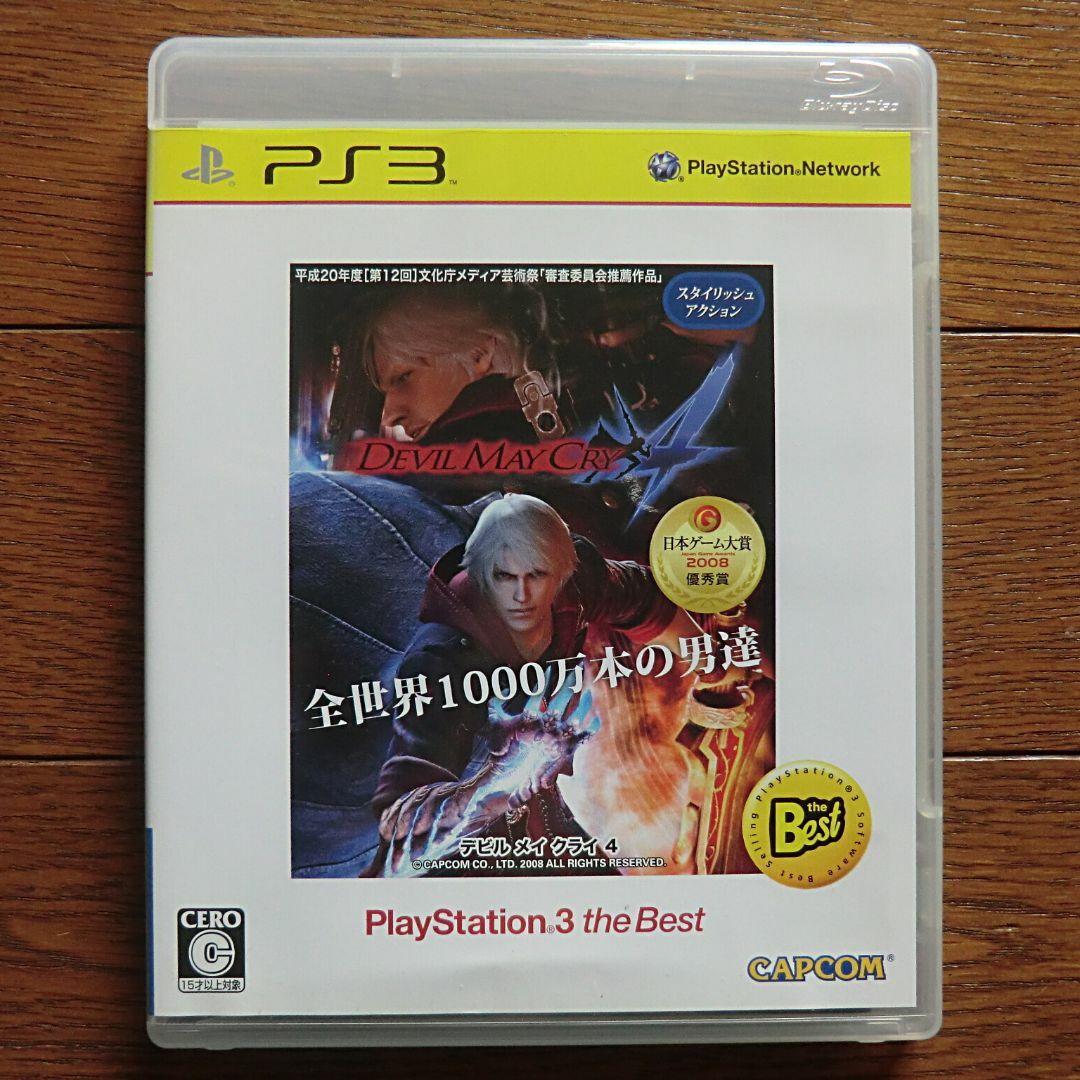 Blu-ray Disc
PS3™
PlayStation®Network
平成20年度[第12回]文化庁メディア芸術祭「審査委員会推薦作品」
スタイリッシュ
アクション
DEVIL MAY CRY 4
G
日本ゲーム大賞
Japan Game Awards
2008
優秀賞
全世界1000万本の男達
デビル メイ クライ 4
©CAPCOM CO., LTD. 2008 ALL RIGHTS RESERVED.
Best Selling PlayStation®3 Software
the
Best
PlayStation®3 the Best
CERO
C
15才以上対象
CAPCOM®